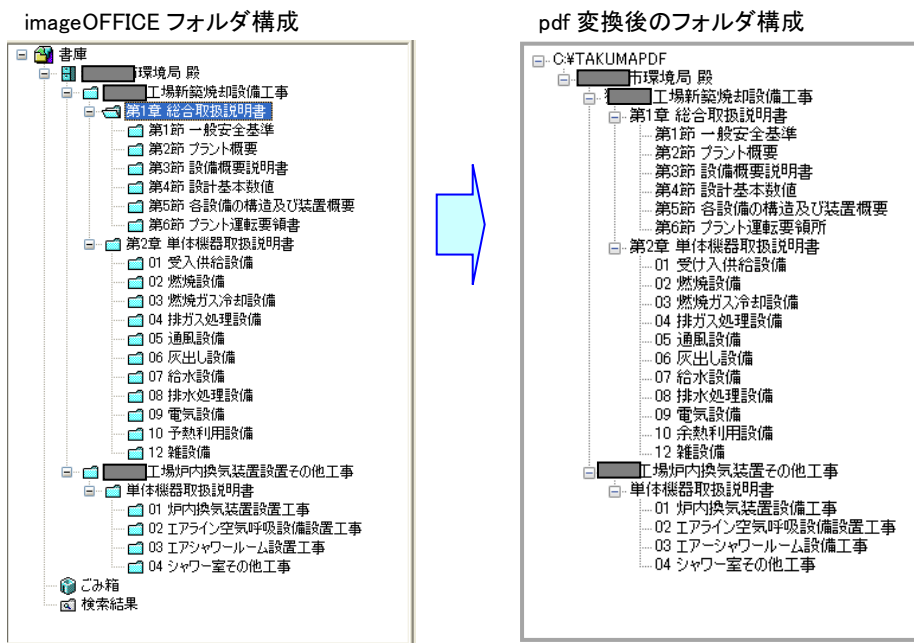 imageOFFICE フォルダ構成
書庫
環境局 殿
工場新築焼却設備工事
第1章 総合取扱説明書
第1節 一般安全基準
第2節 プラント概要
第3節 設備概要説明書
第4節 設計基本数値
第5節 各設備の構造及び装置概要
第6節 プラント運転要領書
第2章 単体機器取扱説明書
01 受入供給設備
02 燃焼設備
03 燃焼ガス冷却設備
04 排ガス処理設備
05 通風設備
06 灰出し設備
07 給水設備
08 排水処理設備
09 電気設備
10 予熱利用設備
12 雑設備
工場炉内換気装置設置その他工事
単体機器取扱説明書
01 炉内換気装置設置工事
02 エアライン空気呼吸設備設置工事
03 エアシャワールーム設置工事
04 シャワー室その他工事
ごみ箱
検索結果
pdf 変換後のフォルダ構成
C:¥TAKUMAPDF
市環境局 殿
工場新築焼却設備工事
第1章 総合取扱説明書
第1節 一般安全基準
第2節 プラント概要
第3節 設備概要説明書
第4節 設計基本数値
第5節 各設備の構造及び装置概要
第6節 プラント運転要領所
第2章 単体機器取扱説明書
01 受け入供給設備
02 燃焼設備
03 燃焼ガス冷却設備
04 排ガス処理設備
05 通風設備
06 灰出し設備
07 給水設備
08 排水処理設備
09 電気設備
10 余熱利用設備
12 雑設備
工場炉内換気装置その他工事
単体機器取扱説明書
01 炉内換気装置設備工事
02 エアライン空気呼吸設備設置工事
03 エアーシャワールーム設備工事
04 シャワー室その他工事